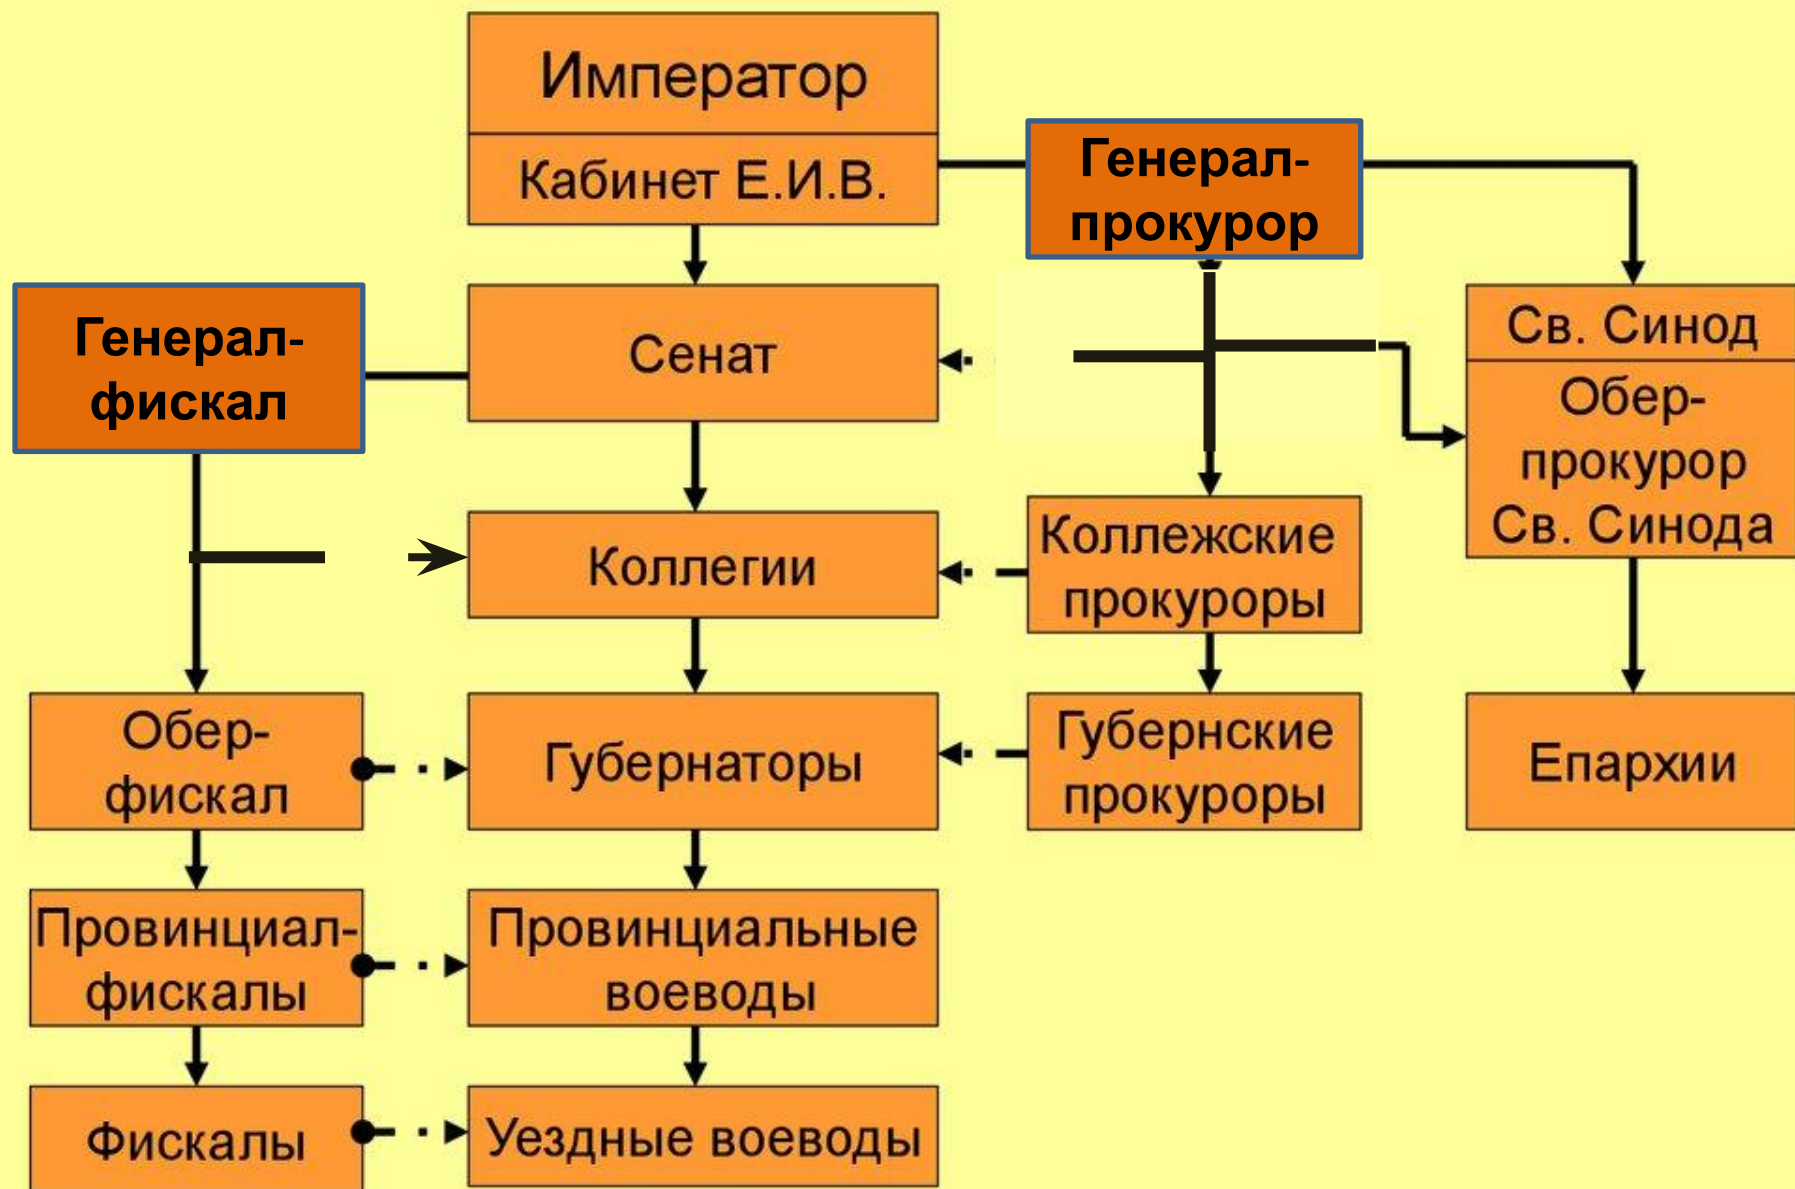 Император
Кабинет Е.И.В.
Генерал-
прокурор
Генерал-
фискал
Сенат
Св. Синод
Обер-
прокурор
Св. Синода
Коллегии
Коллежские
прокуроры
Обер-
фискал
Губернаторы
Губернские
прокуроры
Епархии
Провинциал-
фискалы
Провинциальные
воеводы
Фискалы
Уездные воеводы